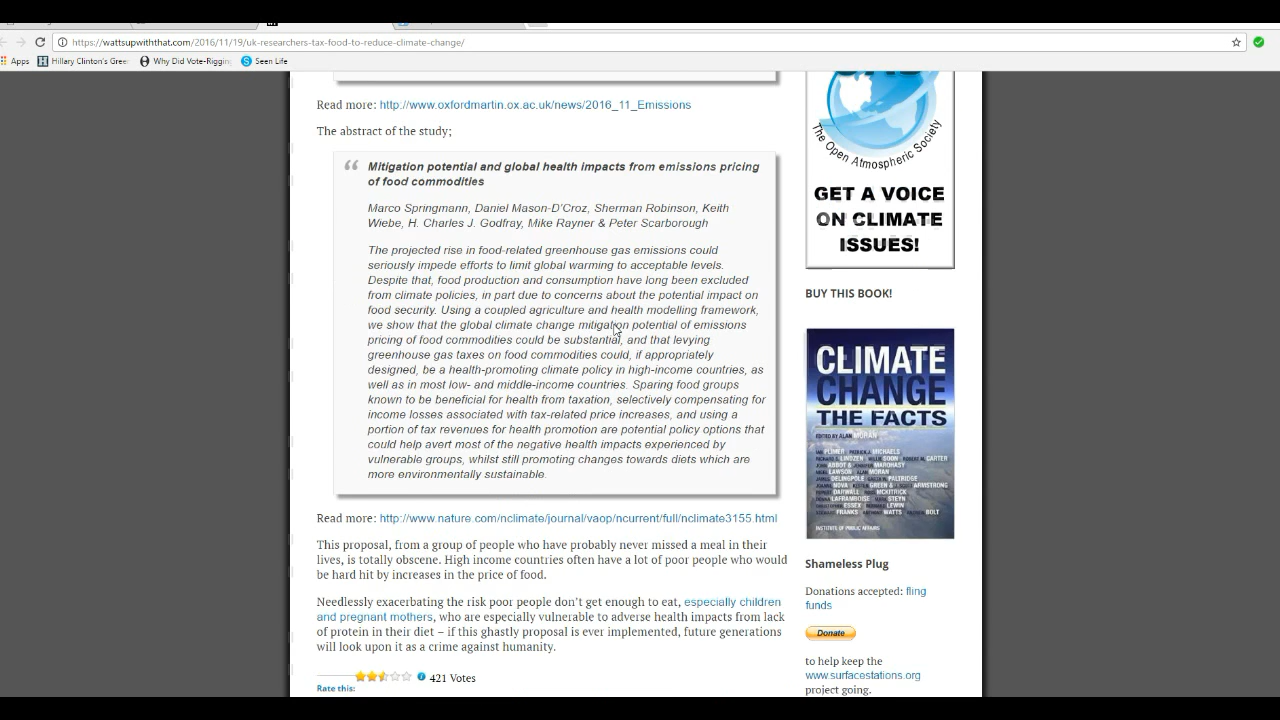 https://wattsupwiththat.com/2016/11/19/uk-researchers-tax-food-to-reduce-climate-change/
Apps
Hillary Clinton's Gree
Why Did Vote-Riggin
Seen Life
Read more: http://www.oxfordmartin.ox.ac.uk/news/2016_11_Emissions
The abstract of the study;
“
Mitigation potential and global health impacts from emissions pricing
of food commodities
Marco Springmann, Daniel Mason-D'Croz, Sherman Robinson, Keith
Wiebe, H. Charles J. Godfray, Mike Rayner & Peter Scarborough
The projected rise in food-related greenhouse gas emissions could
seriously impede efforts to limit global warming to acceptable levels.
Despite that, food production and consumption have long been excluded
from climate policies, in part due to concerns about the potential impact on
food security. Using a coupled agriculture and health modelling framework,
we show that the global climate change mitigation potential of emissions
pricing of food commodities could be substantial, and that levying
greenhouse gas taxes on food commodities could, if appropriately
designed, be a health-promoting climate policy in high-income countries, as
well as in most low- and middle-income countries. Sparing food groups
known to be beneficial for health from taxation, selectively compensating for
income losses associated with tax-related price increases, and using a
portion of tax revenues for health promotion are potential policy options that
could help avert most of the negative health impacts experienced by
vulnerable groups, whilst still promoting changes towards diets which are
more environmentally sustainable.
Read more: http://www.nature.com/nclimate/journal/vaop/ncurrent/full/nclimate3155.html
This proposal, from a group of people who have probably never missed a meal in their
lives, is totally obscene. High income countries often have a lot of poor people who would
be hard hit by increases in the price of food.
Needlessly exacerbating the risk poor people don't get enough to eat, especially children
and pregnant mothers, who are especially vulnerable to adverse health impacts from lack
of protein in their diet – if this ghastly proposal is ever implemented, future generations
will look upon it as a crime against humanity.
421 Votes
Rate this:
The Open Atmospheric Society
GET A VOICE
ON CLIMATE
ISSUES!
BUY THIS BOOK!
CLIMATE
CHANGE
THE FACTS
EDITED BY ALAN MORAN
INSTITUTE OF PUBLIC AFFAIRS
Shameless Plug
Donations accepted: fling
funds
Donate
to help keep the
www.surfacestations.org
project going.